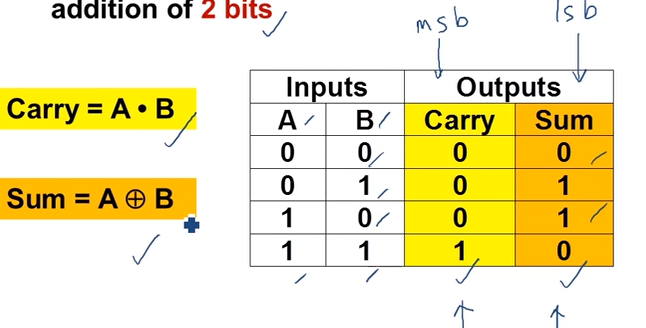 addition of 2 bits
msb
lsb
Carry = A • B
Sum = A ⊕ B
Inputs Outputs
A B Carry Sum
0 0 0 0
0 1 0 1
1 0 0 1
1 1 1 0